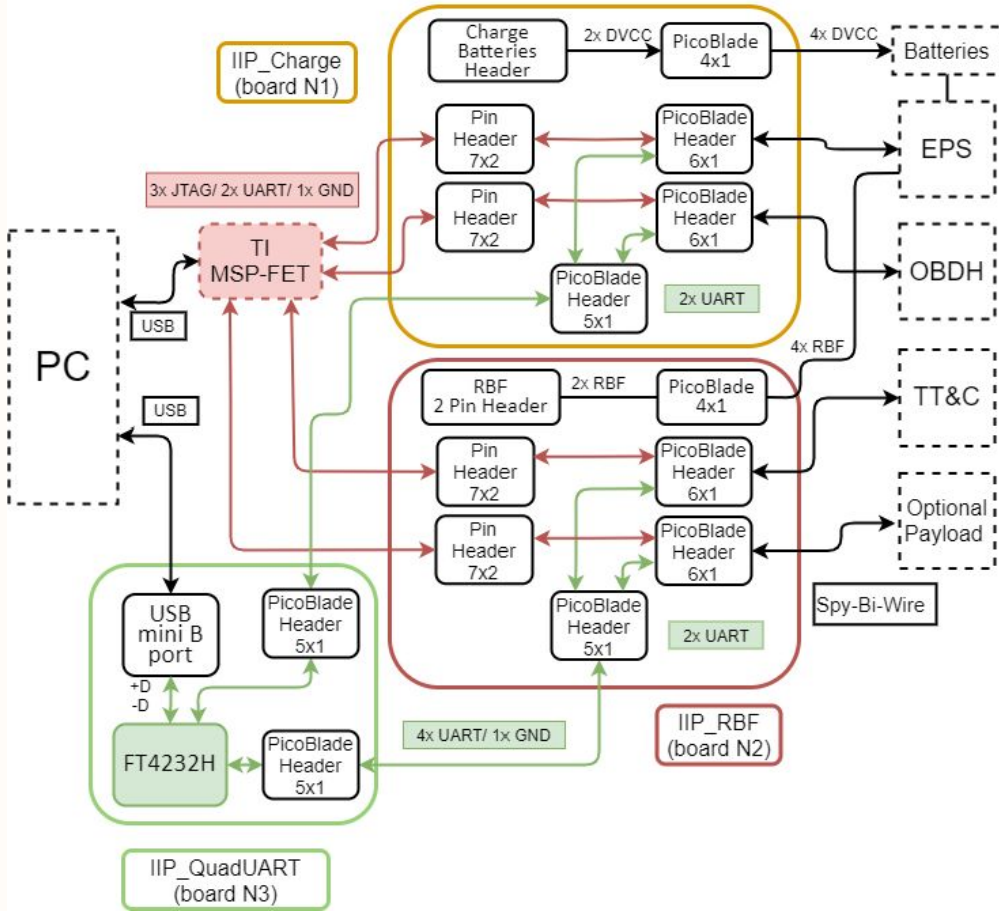 IIP_Charge
(board N1)
Charge
Batteries
Header
2x DVCC
PicoBlade
4x1
4x DVCC
Batteries
Pin
Header
7x2
PicoBlade
Header
6x1
EPS
3x JTAG/ 2x UART/ 1x GND
Pin
Header
7x2
PicoBlade
Header
6x1
TI
MSP-FET
OBDH
PicoBlade
Header
5x1
2x UART
USB
PC
4x RBF
RBF
2 Pin Header
2x RBF
PicoBlade
4x1
TT&C
USB
Pin
Header
7x2
PicoBlade
Header
6x1
Optional
Payload
Pin
Header
7x2
PicoBlade
Header
6x1
Spy-Bi-Wire
PicoBlade
Header
5x1
2x UART
USB
mini B
port
PicoBlade
Header
5x1
+D
-D
FT4232H
PicoBlade
Header
5x1
4x UART/ 1x GND
IIP_RBF
(board N2)
IIP_QuadUART
(board N3)